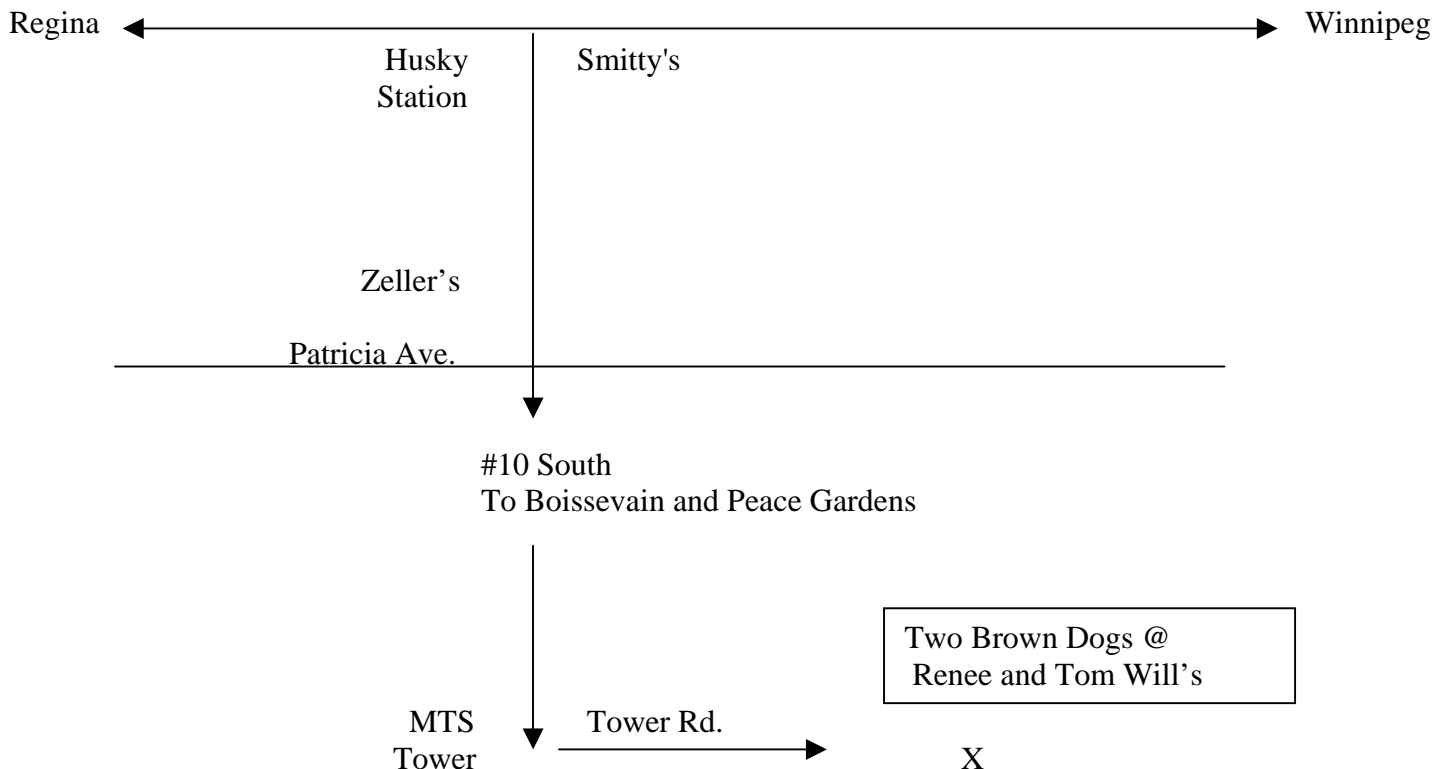 Regina
Winnipeg
Husky
Station
Smitty's
Zeller’s
Patricia Ave.
#10 South
To Boissevain and Peace Gardens
Two Brown Dogs @
Renee and Tom Will’s
MTS
Tower
Tower Rd.
X